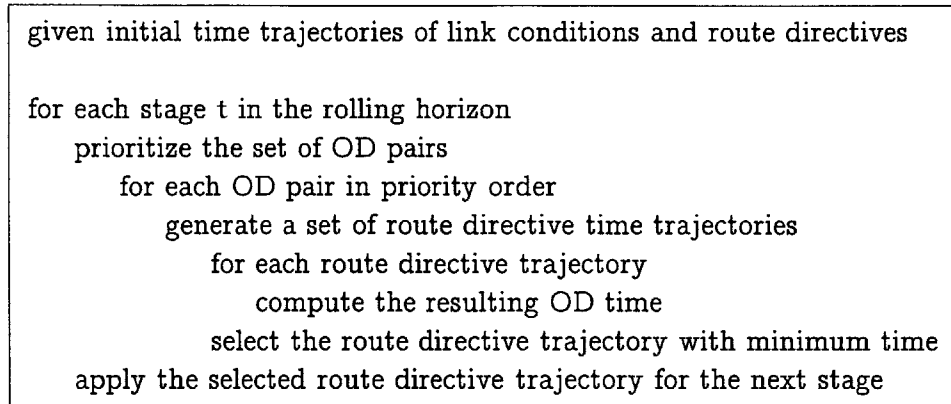 given initial time trajectories of link conditions and route directives
for each stage t in the rolling horizon
prioritize the set of OD pairs
for each OD pair in priority order
generate a set of route directive time trajectories
for each route directive trajectory
compute the resulting OD time
select the route directive trajectory with minimum time
apply the selected route directive trajectory for the next stage